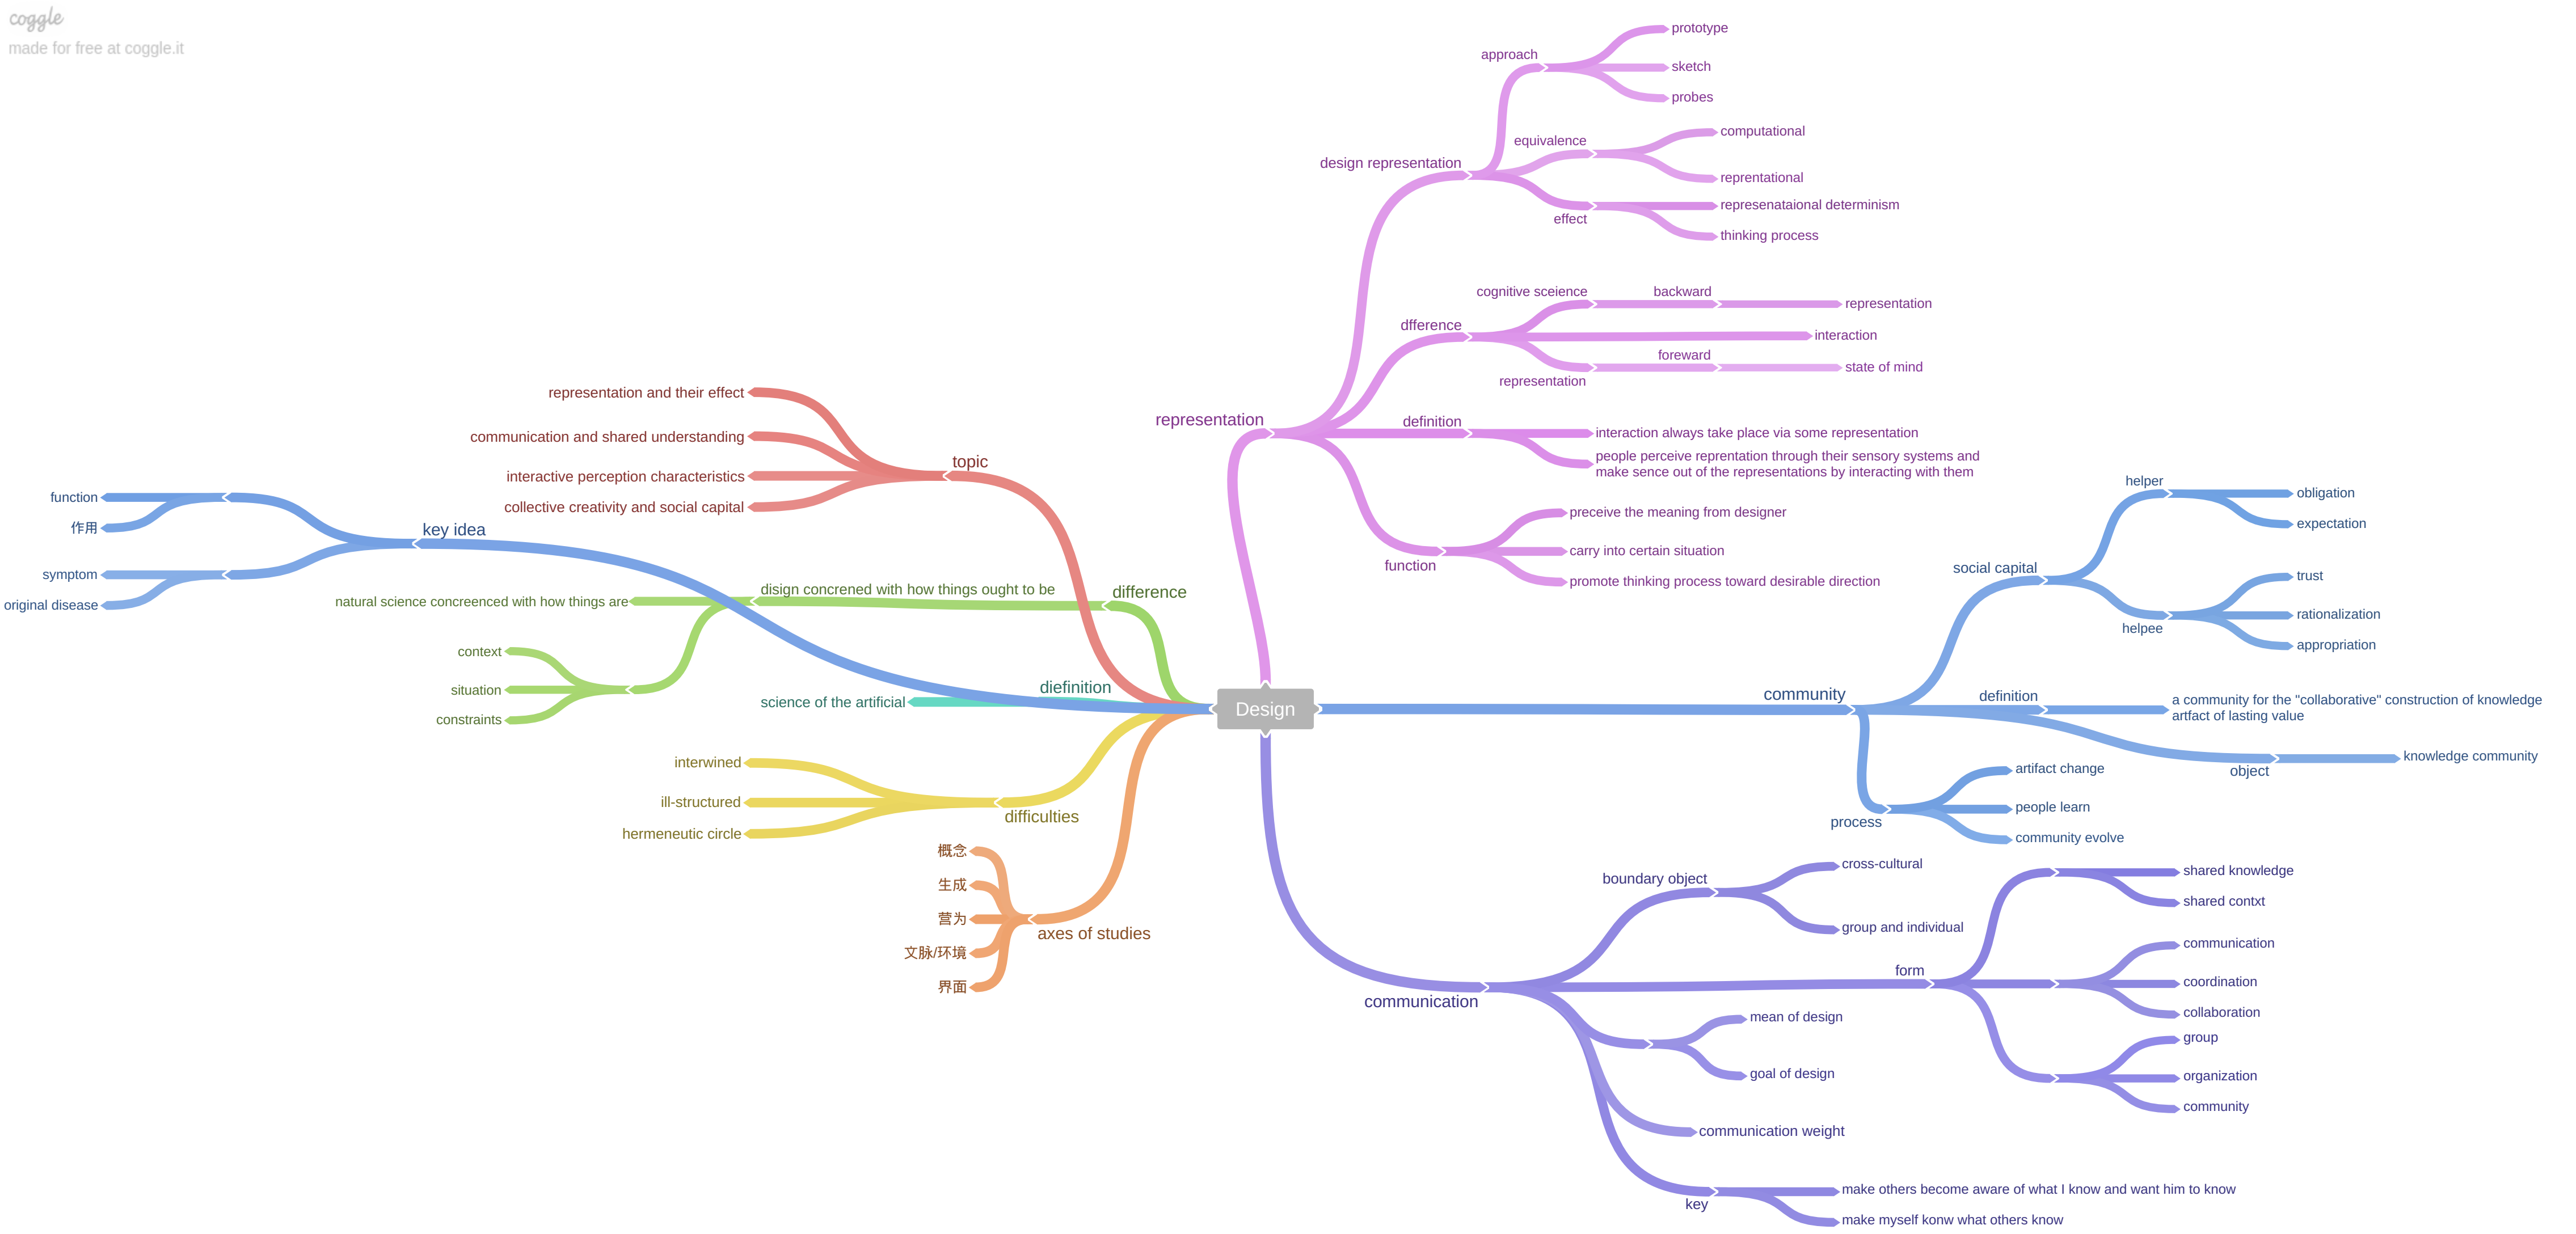 coggle
made for free at coggle.it
Design
representation
design representation
approach
prototype
sketch
probes
equivalence
computational
reprentational
effect
represenataional determinism
thinking process
dfference
cognitive sceience
backward
representation
interaction
representation
foreward
state of mind
definition
interaction always take place via some representation
people perceive reprentation through their sensory systems and
make sence out of the representations by interacting with them
function
preceive the meaning from designer
carry into certain situation
promote thinking process toward desirable direction
community
social capital
helper
obligation
expectation
helpee
trust
rationalization
appropriation
definition
a community for the "collaborative" construction of knowledge
artfact of lasting value
object
knowledge community
process
artifact change
people learn
community evolve
communication
boundary object
cross-cultural
group and individual
form
shared knowledge
shared contxt
communication
coordination
collaboration
group
organization
community
mean of design
goal of design
communication weight
key
make others become aware of what I know and want him to know
make myself konw what others know
topic
representation and their effect
communication and shared understanding
interactive perception characteristics
collective creativity and social capital
key idea
function
作用
symptom
original disease
difference
disign concrened with how things ought to be
natural science concreenced with how things are
context
situation
constraints
diefinition
science of the artificial
difficulties
interwined
ill-structured
hermeneutic circle
axes of studies
概念
生成
营为
文脉/环境
界面